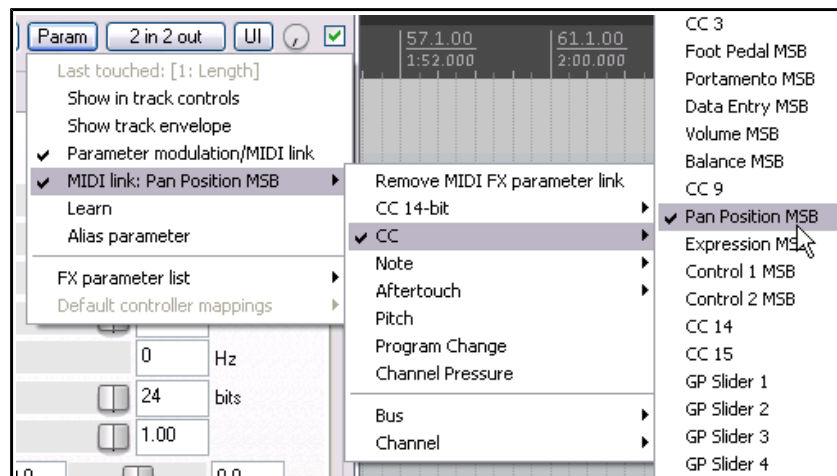 Param
2 in 2 out
UI
Last touched: [1: Length]
Show in track controls
Show track envelope
Parameter modulation/MIDI link
MIDI link: Pan Position MSB
Learn
Alias parameter
FX parameter list
Default controller mappings
0 Hz
24 bits
1.00
57.1.00
1:52.000
61.1.00
2:00.000
Remove MIDI FX parameter link
CC 14-bit
CC
Note
Aftertouch
Pitch
Program Change
Channel Pressure
Bus
Channel
CC 3
Foot Pedal MSB
Portamento MSB
Data Entry MSB
Volume MSB
Balance MSB
CC 9
Pan Position MSB
Expression MSB
Control 1 MSB
Control 2 MSB
CC 14
CC 15
GP Slider 1
GP Slider 2
GP Slider 3
GP Slider 4